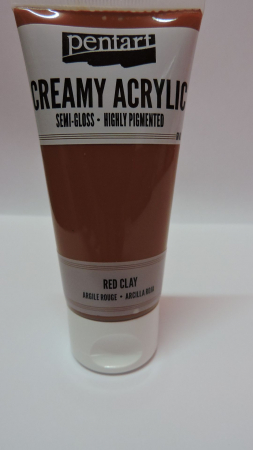 pentart
CREAMY ACRYLIC
SEMI-GLOSS • HIGHLY PIGMENTED
RED CLAY
ARGILE ROUGE • ARCILLA ROJA